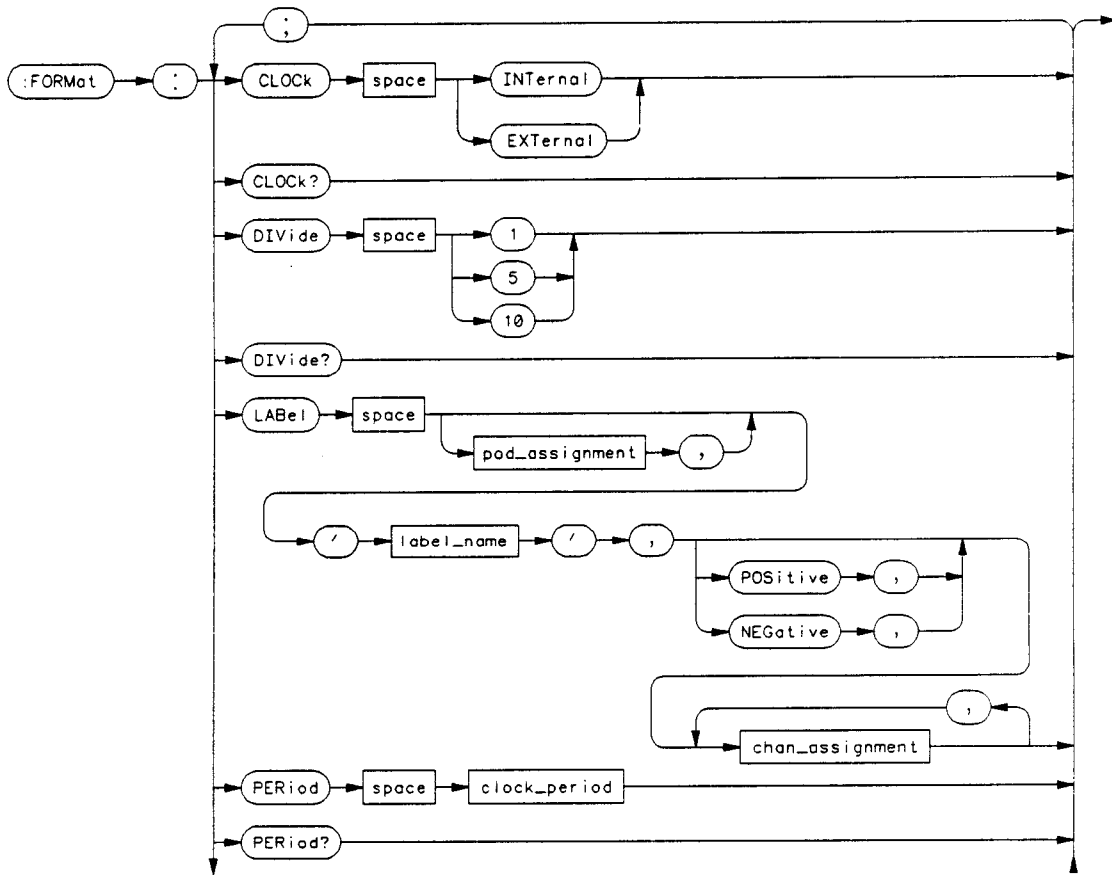 ;
:FORMat : CLOCk space INTernal
EXTernal
CLOCk?
DIVide space 1
5
10
DIVide?
LABel space
pod_assignment ,
' label_name ' ,
POSitive ,
NEGative ,
,
chan_assignment
PERiod space clock_period
PERiod?